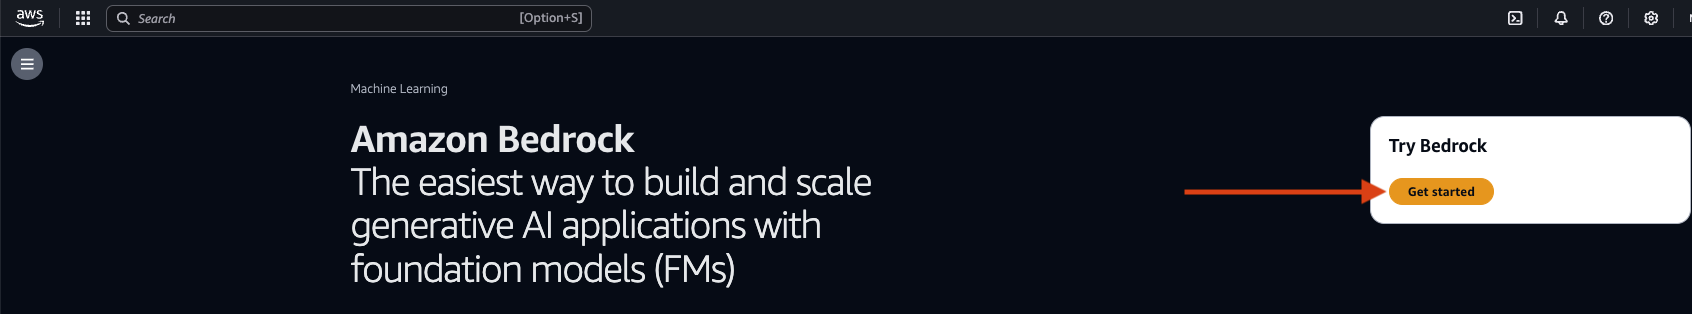 aws
Search
[Option+S]
Machine Learning
Amazon Bedrock
The easiest way to build and scale
generative AI applications with
foundation models (FMs)
Try Bedrock
Get started